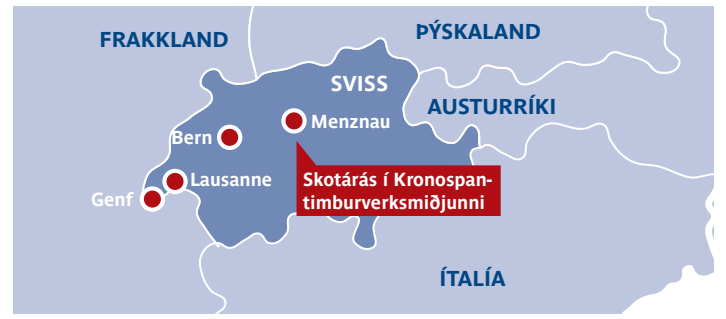 FRAKKLAND
ÞÝSKALAND
SVISS
AUSTURRÍKI
Menznau
Bern
Lausanne
Genf
Skotárás í Kronospan-
timburverksmiðjunni
ÍTALÍA